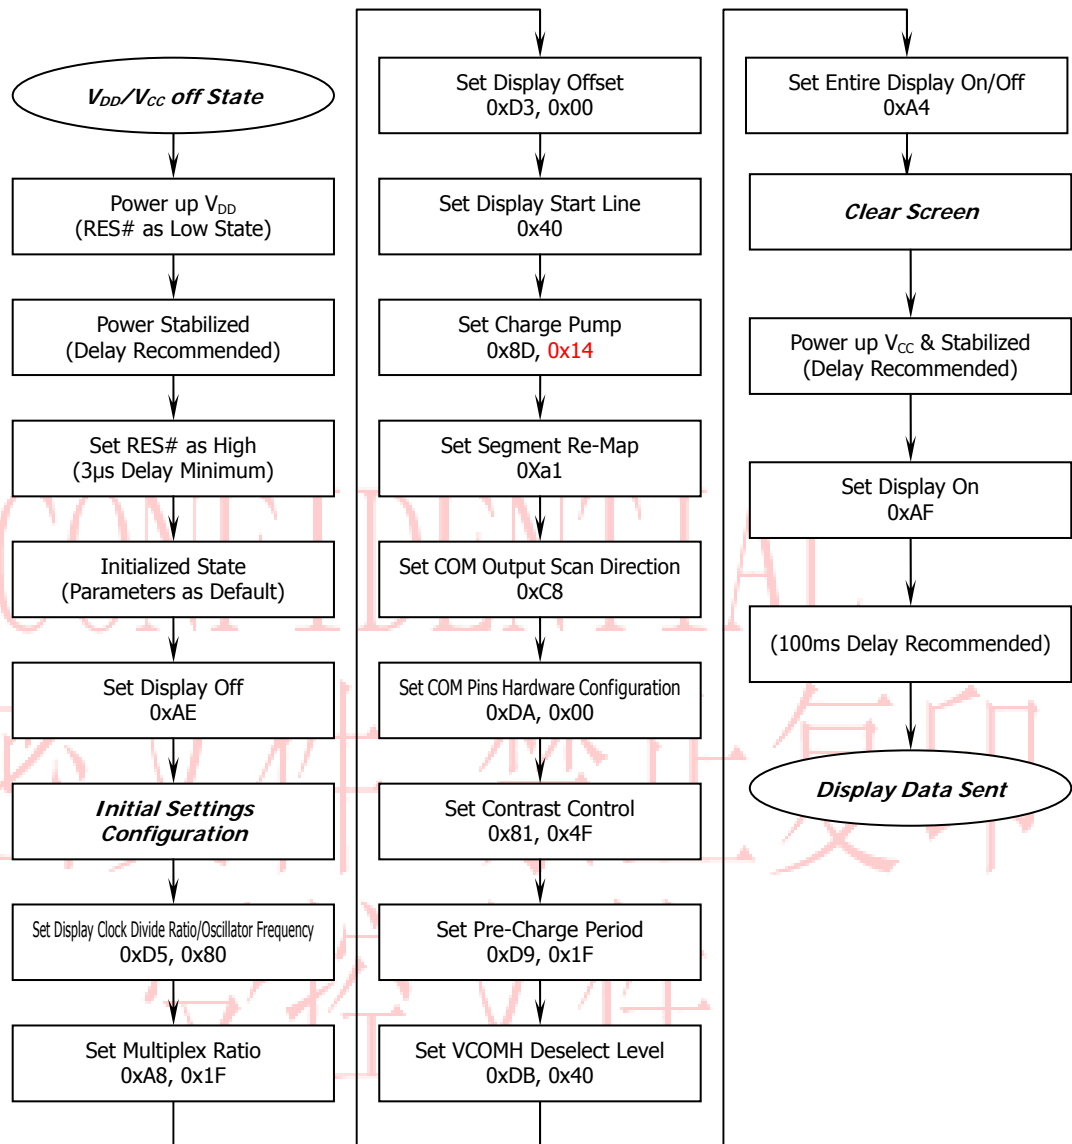 V_DD/V_CC off State
Power up V_DD
(RES# as Low State)
Power Stabilized
(Delay Recommended)
Set RES# as High
(3µs Delay Minimum)
Initialized State
(Parameters as Default)
Set Display Off
0xAE
Initial Settings
Configuration
Set Display Clock Divide Ratio/Oscillator Frequency
0xD5, 0x80
Set Multiplex Ratio
0xA8, 0x1F
Set Display Offset
0xD3, 0x00
Set Display Start Line
0x40
Set Charge Pump
0x8D, 0x14
Set Segment Re-Map
0Xa1
Set COM Output Scan Direction
0xC8
Set COM Pins Hardware Configuration
0xDA, 0x00
Set Contrast Control
0x81, 0x4F
Set Pre-Charge Period
0xD9, 0x1F
Set VCOMH Deselect Level
0xDB, 0x40
Set Entire Display On/Off
0xA4
Clear Screen
Power up V_CC & Stabilized
(Delay Recommended)
Set Display On
0xAF
(100ms Delay Recommended)
Display Data Sent
CONFIDENTIAL